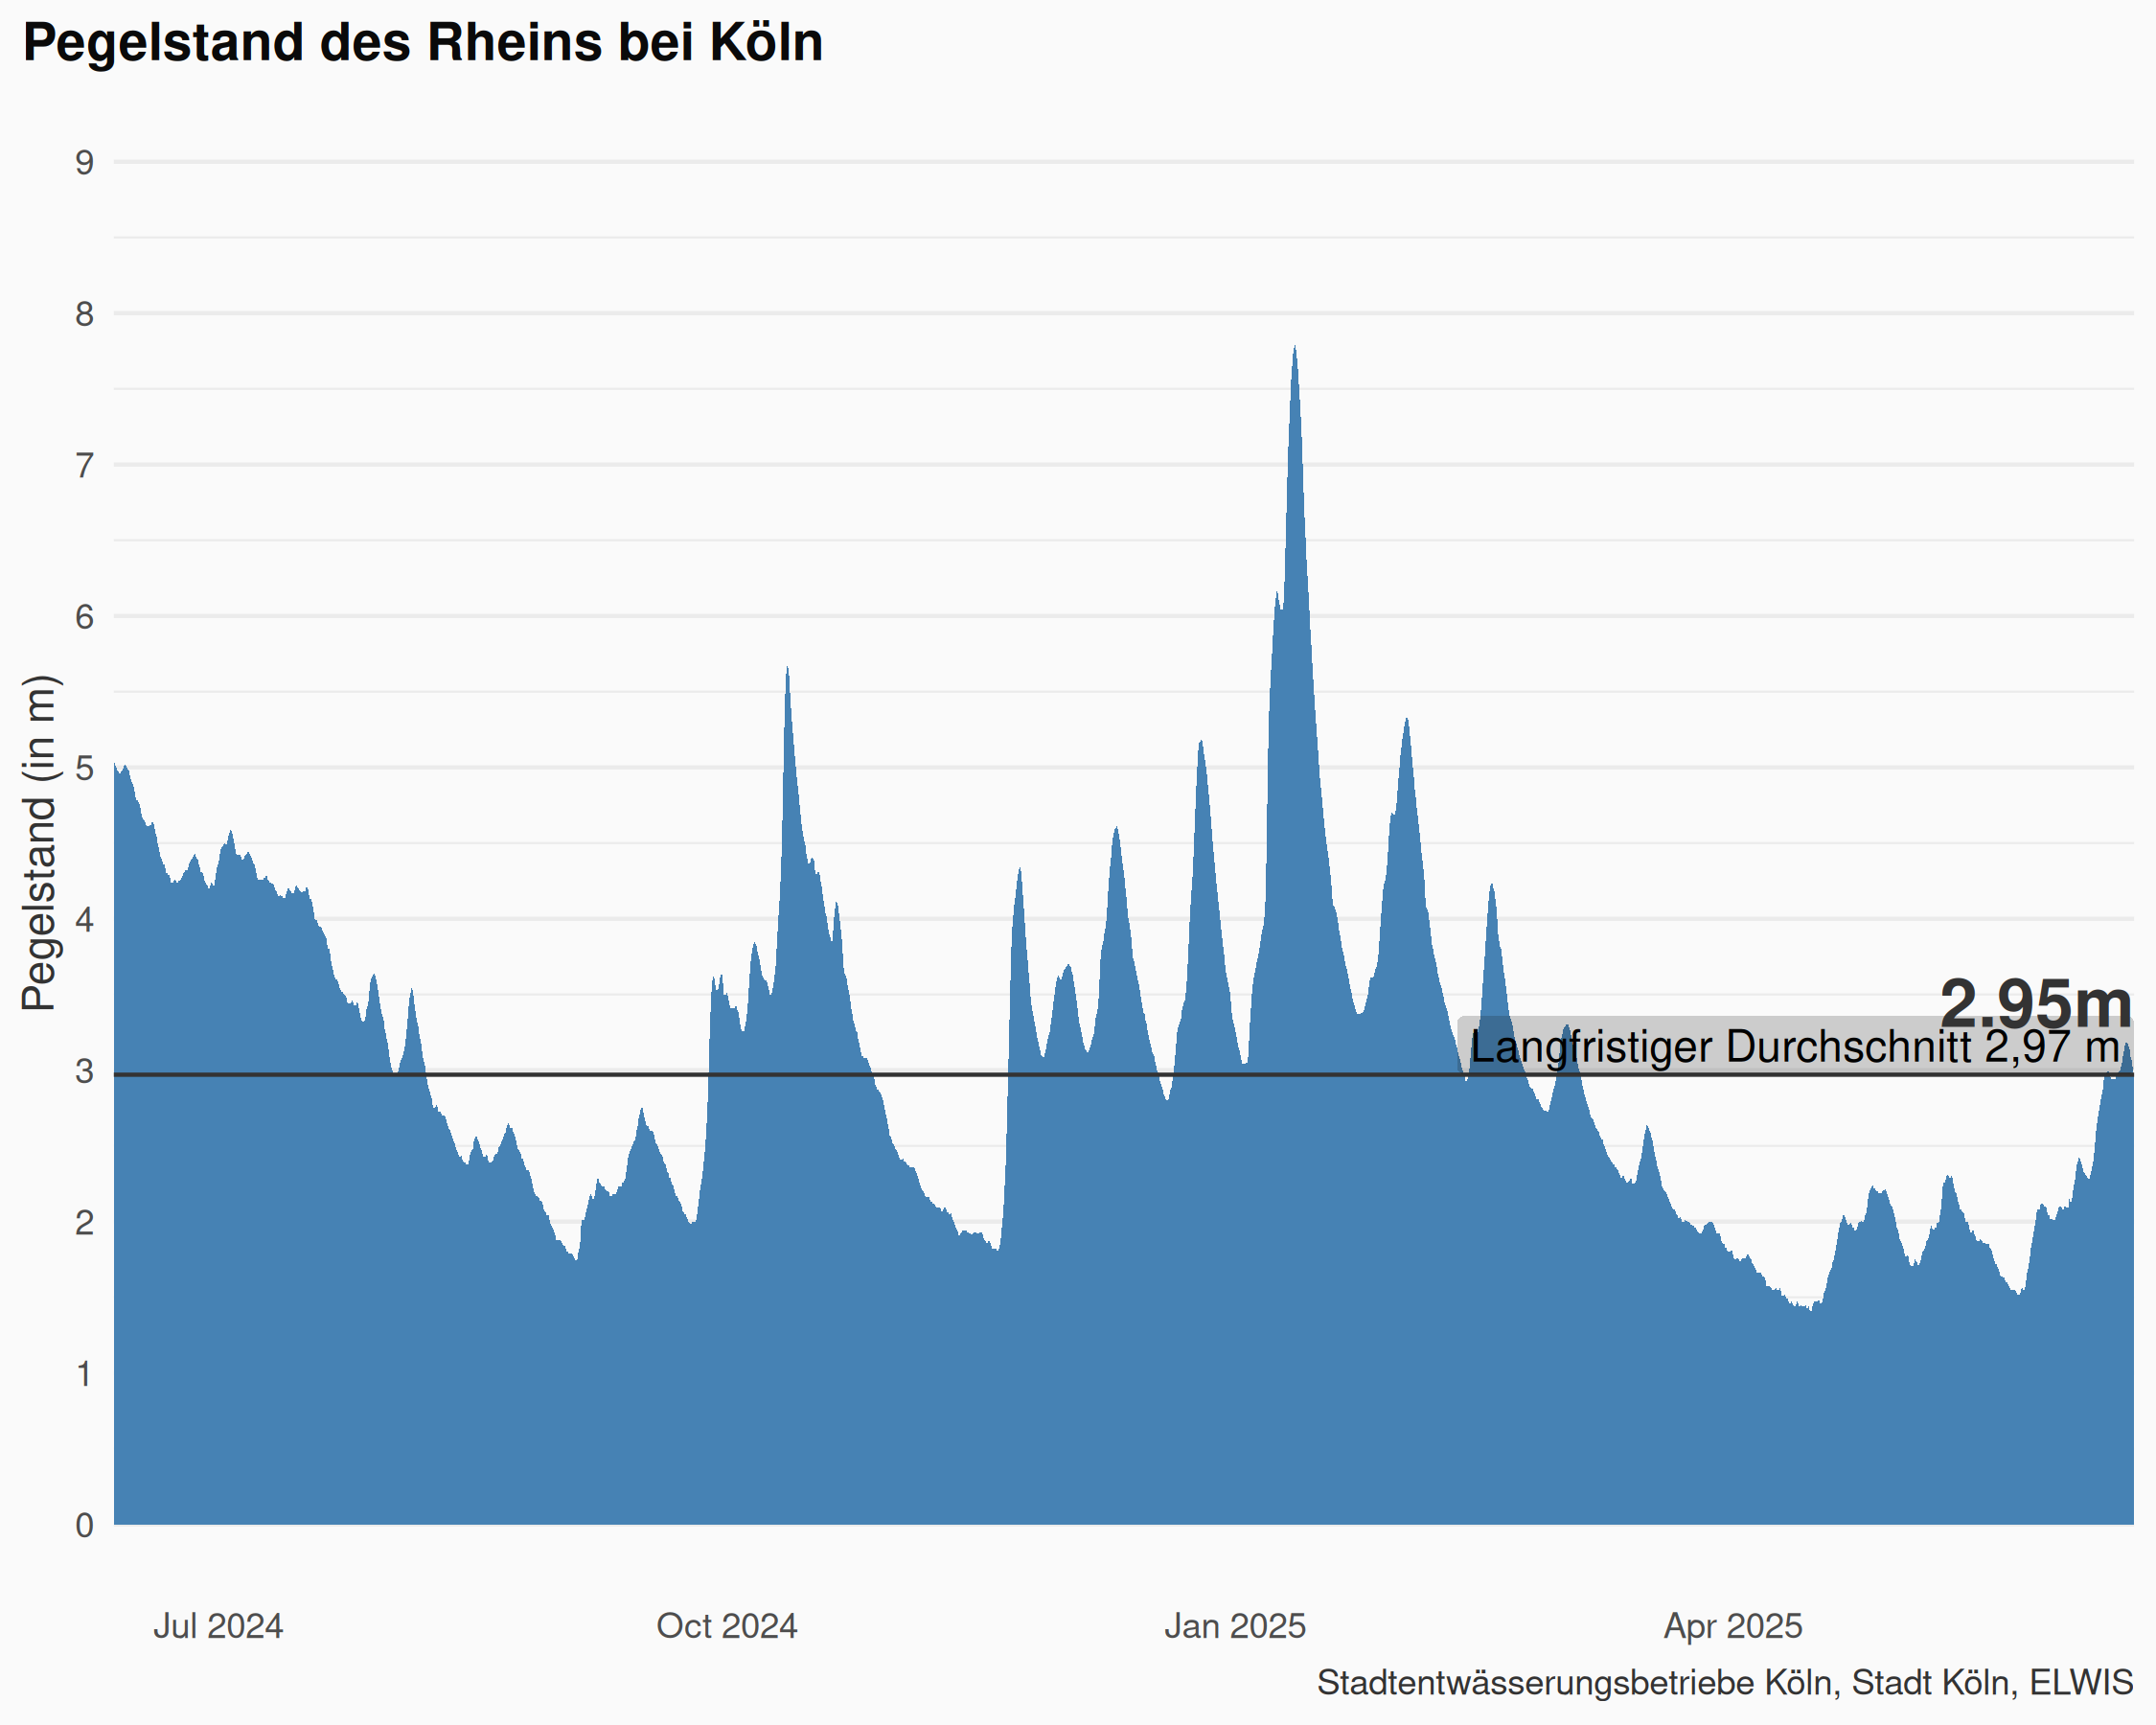 Pegelstand des Rheins bei Köln
9
8
7
6
5
4
3
2
1
0
Pegelstand (in m)
2.95m
Langfristiger Durchschnitt 2,97 m
Jul 2024
Oct 2024
Jan 2025
Apr 2025
Stadtentwässerungsbetriebe Köln, Stadt Köln, ELWIS